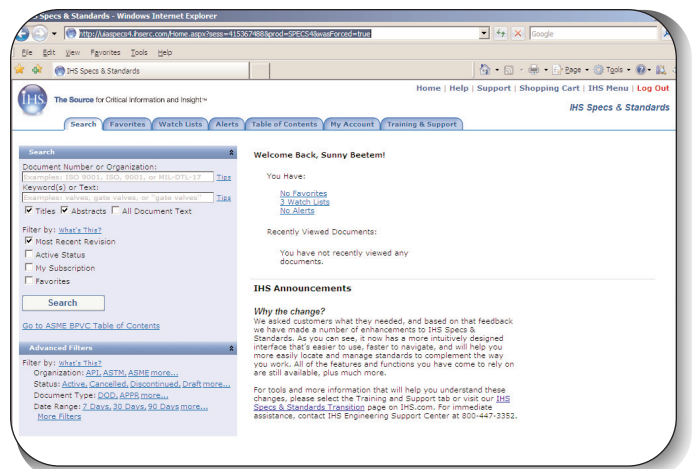 Specs & Standards - Windows Internet Explorer
http://uiaspecs4.ihserc.com/Home.aspx?sess=415367488&prod=SPECS4&wasForced=true
Google
File Edit View Favorites Tools Help
IHS Specs & Standards
Page Tools
Home | Help | Support | Shopping Cart | IHS Menu | Log Out
IHS The Source for Critical Information and Insight™
IHS Specs & Standards
Search Favorites Watch Lists Alerts Table of Contents My Account Training & Support
Search
Document Number or Organization:
Examples: ISO 9001, ISO, 9001, or MIL-DTL-17 Tips
Keyword(s) or Text:
Examples: valves, gate valves, or "gate valves" Tips
Titles Abstracts All Document Text
Filter by: What's This?
Most Recent Revision
Active Status
My Subscription
Favorites
Search
Go to ASME BPVC Table of Contents
Advanced Filters
Filter by: What's This?
Organization: API, ASTM, ASME more...
Status: Active, Cancelled, Discontinued, Draft more...
Document Type: DOD, APPR more...
Date Range: 7 Days, 30 Days, 90 Days more...
More Filters
Welcome Back, Sunny Beetem!
You Have:
No Favorites
3 Watch Lists
No Alerts
Recently Viewed Documents:
You have not recently viewed any
documents.
IHS Announcements
Why the change?
We asked customers what they needed, and based on that feedback
we have made a number of enhancements to IHS Specs &
Standards. As you can see, it now has a more intuitively designed
interface that's easier to use, faster to navigate, and will help you
more easily locate and manage standards to complement the way
you work. All of the features and functions you have come to rely on
are still available, plus much more.
For tools and more information that will help you understand these
changes, please select the Training and Support tab or visit our IHS
Specs & Standards Transition page on IHS.com. For immediate
assistance, contact IHS Engineering Support Center at 800-447-3352.